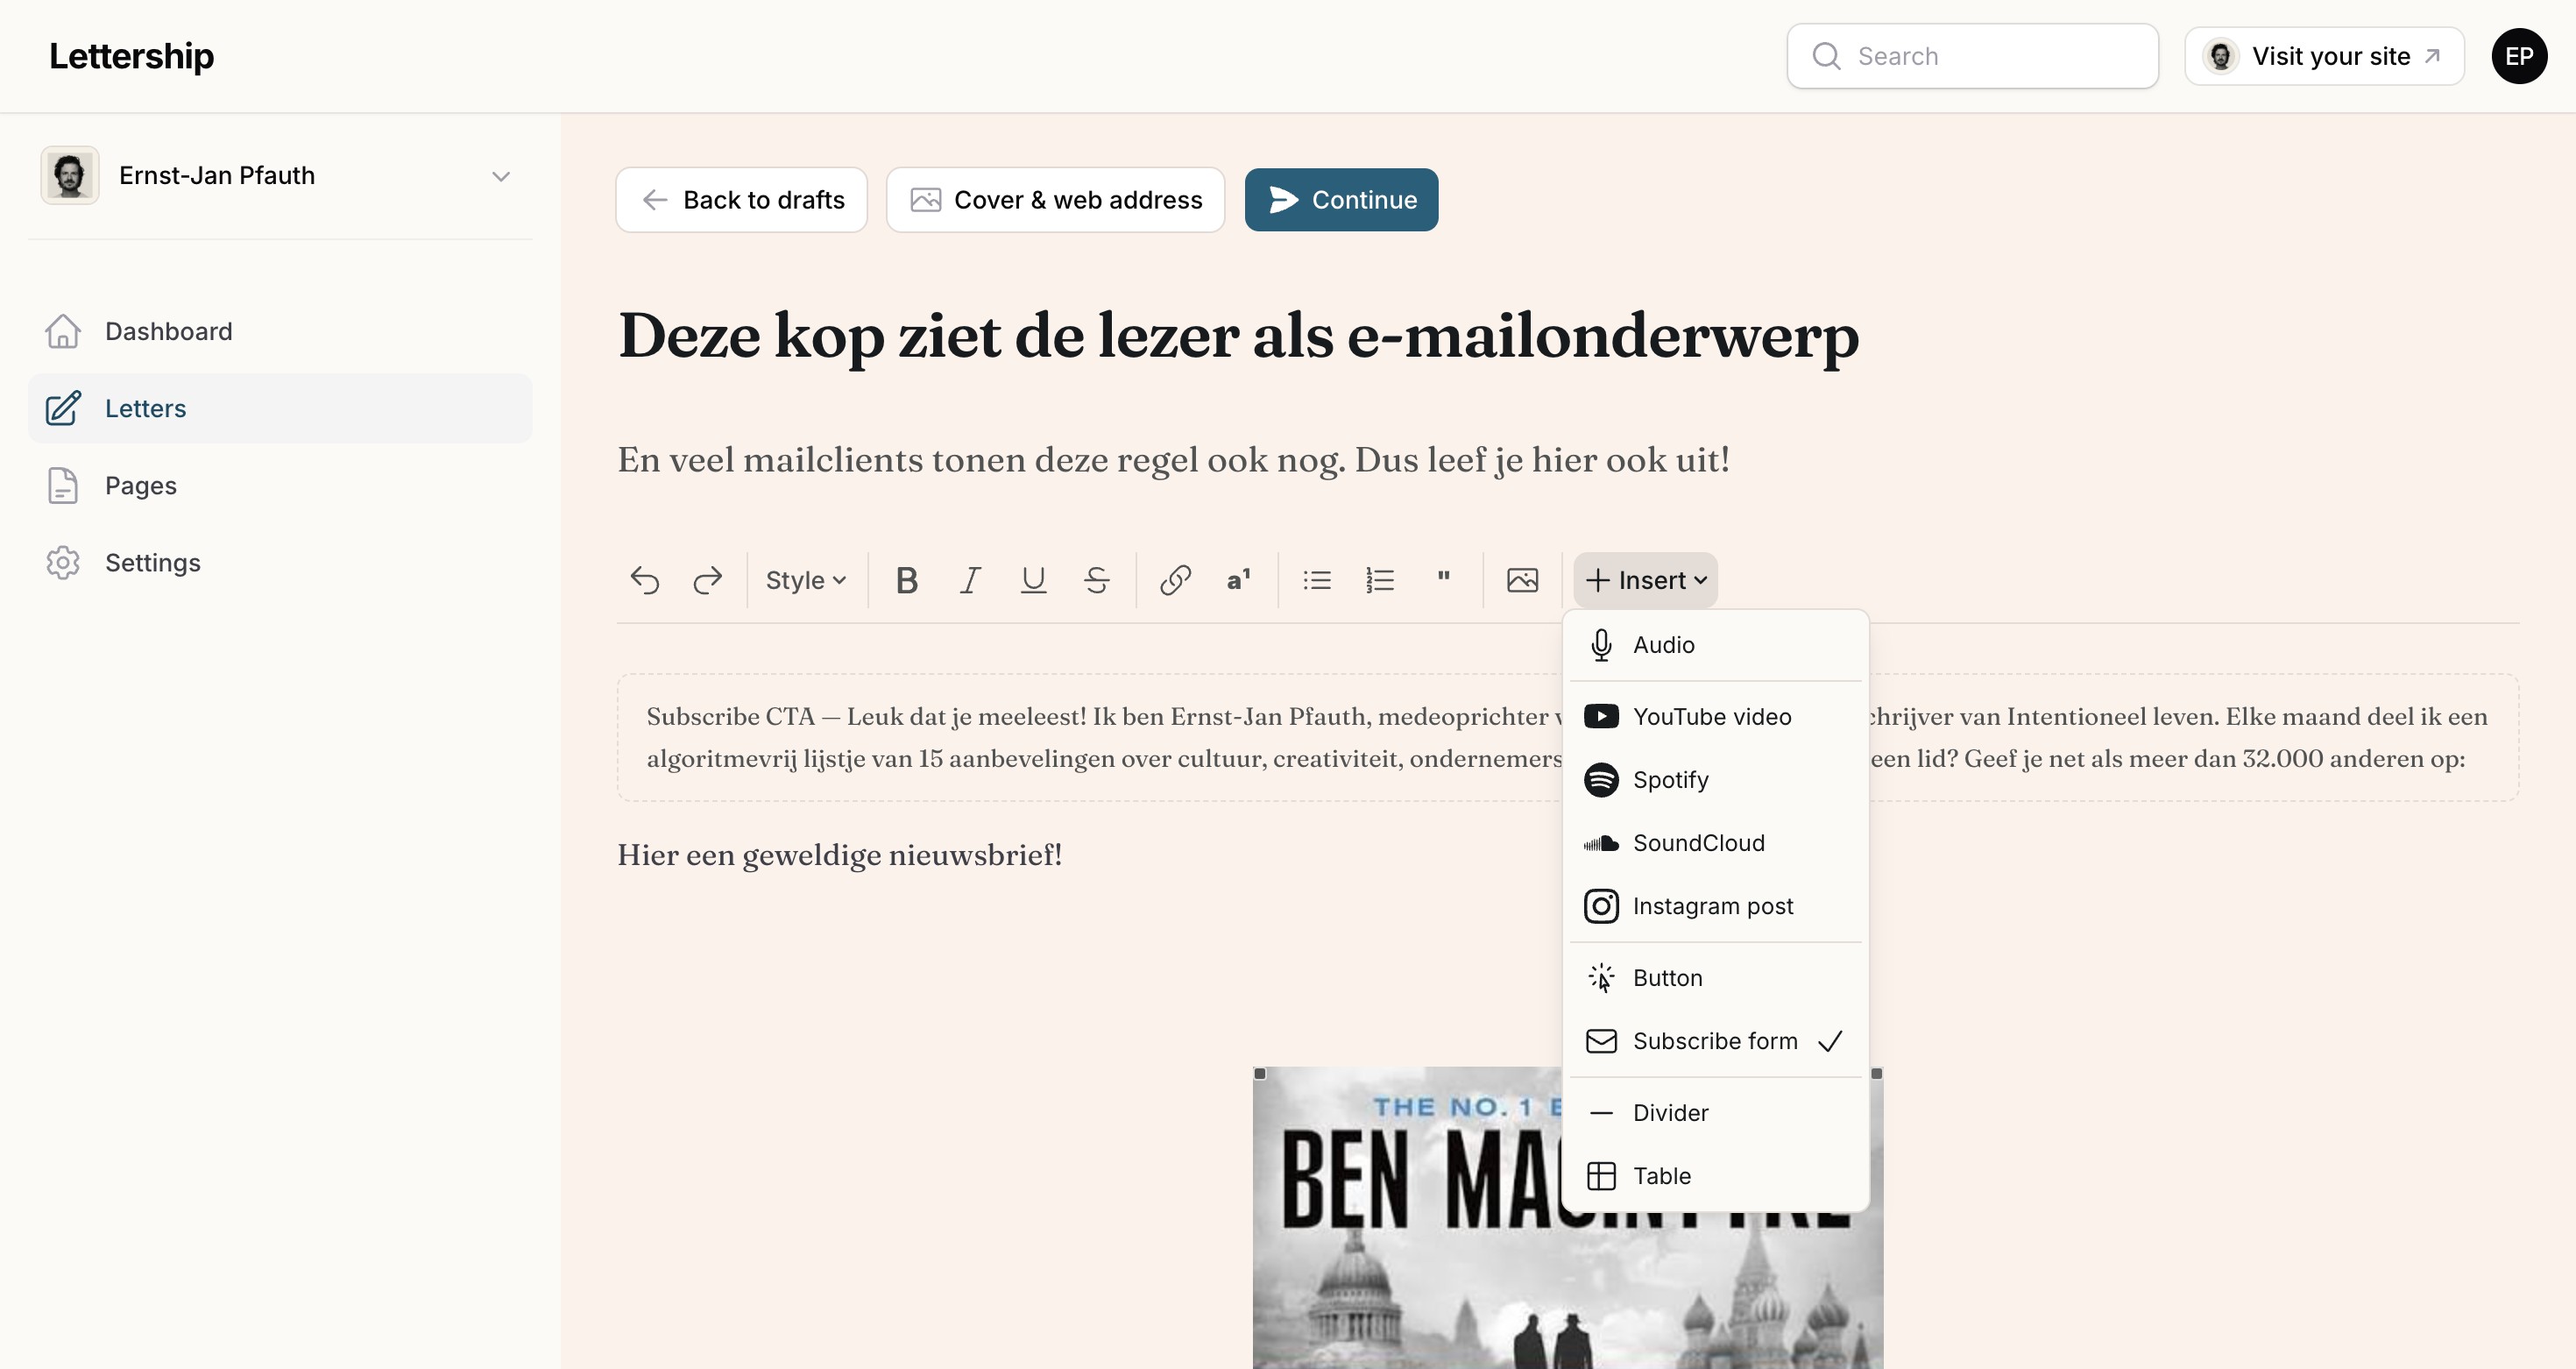 Lettership
Search
Visit your site
EP
Ernst-Jan Pfauth
Dashboard
Letters
Pages
Settings
Back to drafts
Cover & web address
Continue
Deze kop ziet de lezer als e-mailonderwerp
En veel mailclients tonen deze regel ook nog. Dus leef je hier ook uit!
Style
B I U S a¹ "
Insert
Audio
YouTube video
Spotify
SoundCloud
Instagram post
Button
Subscribe form
Divider
Table
Subscribe CTA — Leuk dat je meeleest! Ik ben Ernst-Jan Pfauth, medeoprichter van Intentioneel leven. Elke maand deel ik een
algoritmevrij lijstje van 15 aanbevelingen over cultuur, creativiteit, lid? Geef je net als meer dan 32.000 anderen op:
Hier een geweldige nieuwsbrief!
THE NO. 1
BEN